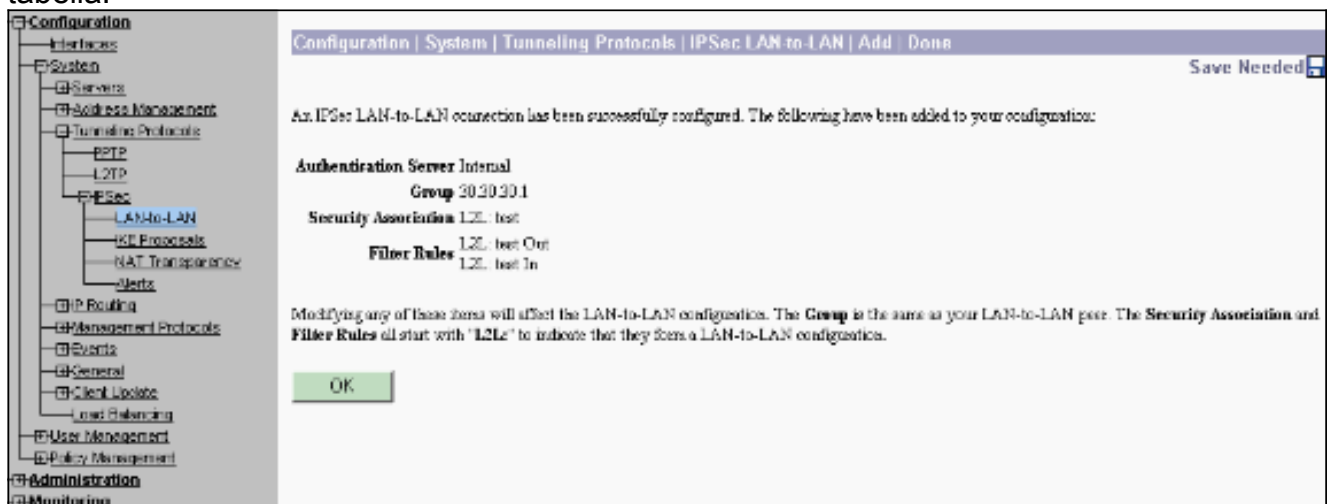 tabella.
Configuration
Interfaces
System
Servers
Address Management
Tunneling Protocols
PPTP
L2TP
IPSec
LAN-to-LAN
IKE Proposals
NAT Transparency
Alerts
IP Routing
Management Protocols
Events
General
Client Update
Load Balancing
User Management
Policy Management
Administration
Monitoring
Configuration | System | Tunneling Protocols | IPSec LAN-to-LAN | Add | Done
Save Needed
An IPSec LAN-to-LAN connection has been successfully configured. The following have been added to your configuration:
Authentication Server Internal
Group 30.30.30.1
Security Association L2L: test
Filter Rules L2L: test Out
L2L: test In
Modifying any of these items will affect the LAN-to-LAN configuration. The Group is the same as your LAN-to-LAN peer. The Security Association and
Filter Rules all start with "L2L:" to indicate that they form a LAN-to-LAN configuration.
OK